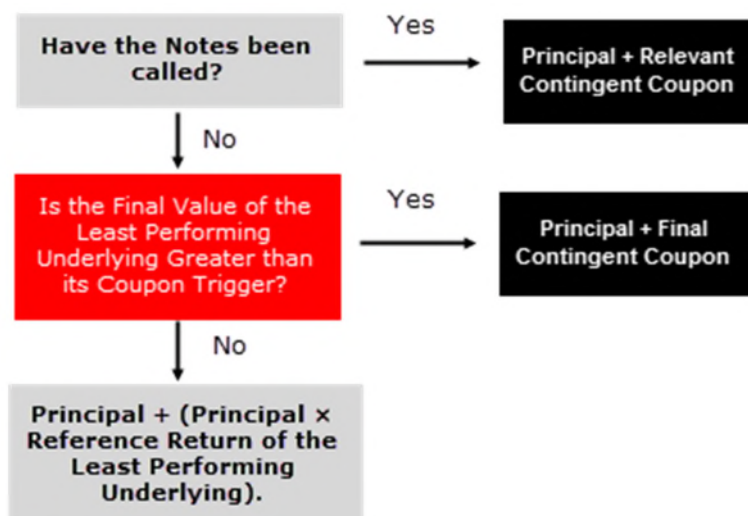 Have the Notes been
called?
Yes
Principal + Relevant
Contingent Coupon
No
Is the Final Value of the
Least Performing
Underlying Greater than
its Coupon Trigger?
Yes
Principal + Final
Contingent Coupon
No
Principal + (Principal ×
Reference Return of the
Least Performing
Underlying).